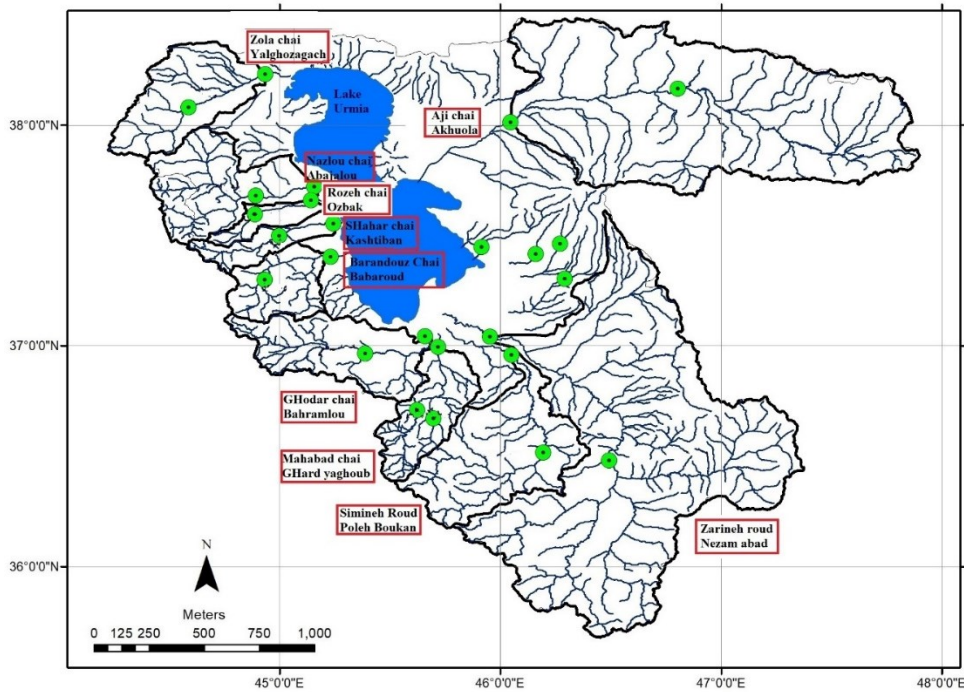 Zola chai
Yalghozagach
38°0'0"N
Lake
Urmia
Aji chai
Akhuola
Nazlou chai
Abajalou
Rozeh chai
Ozbak
SHahar chai
Kashtiban
Barandouz Chai
Babaroud
37°0'0"N
GHodar chai
Bahramlou
Mahabad chai
GHard yaghoub
Simineh Roud
Poleh Boukan
Zarineh roud
Nezam abad
36°0'0"N
N
Meters
0 125 250 500 750 1,000
45°0'0"E 46°0'0"E 47°0'0"E 48°0'0"E